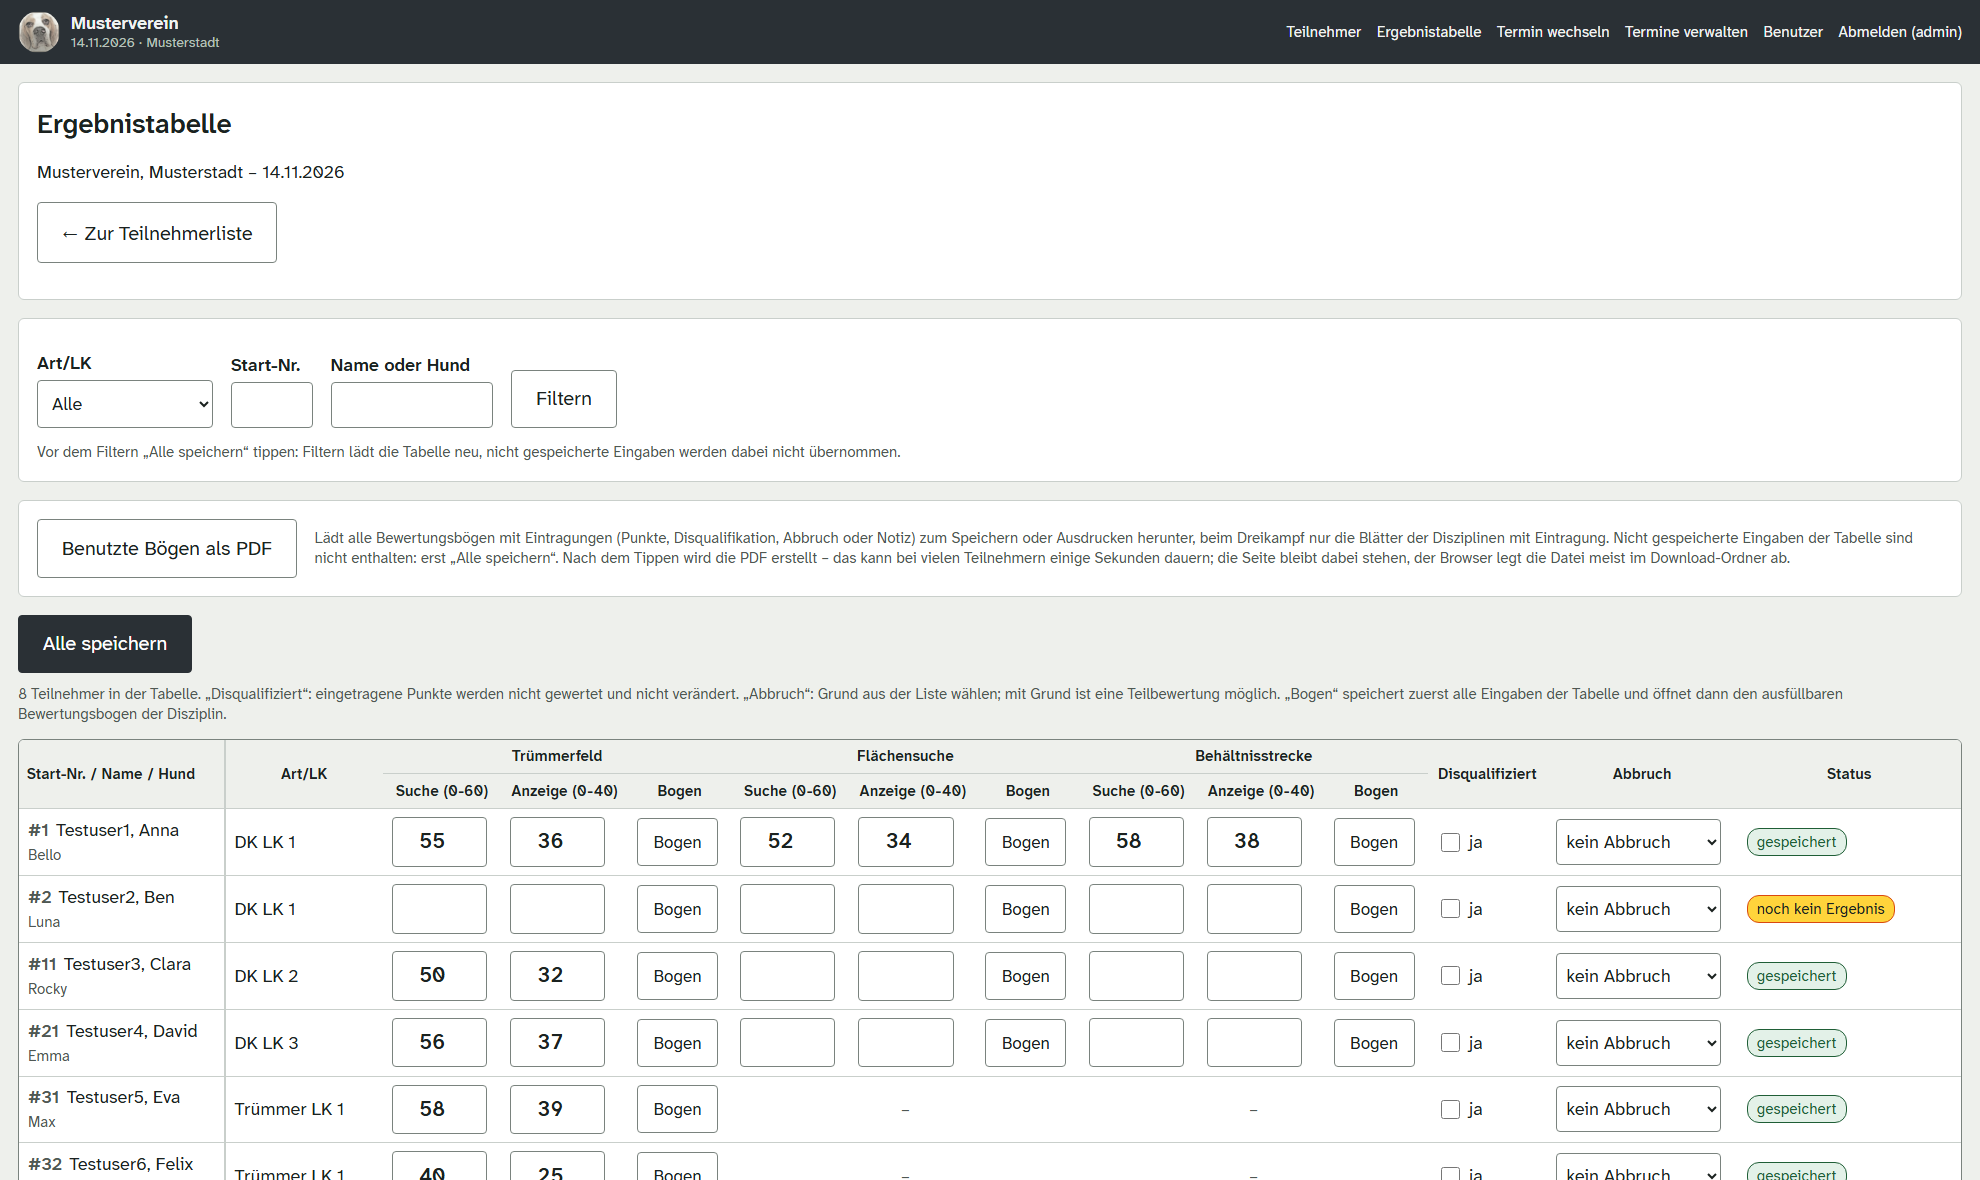 Musterverein
14.11.2026 · Musterstadt
Teilnehmer Ergebnistabelle Termin wechseln Termine verwalten Benutzer Abmelden (admin)
Ergebnistabelle
Musterverein, Musterstadt – 14.11.2026
← Zur Teilnehmerliste
Art/LK Start-Nr. Name oder Hund
Alle Filtern
Vor dem Filtern „Alle speichern“ tippen: Filtern lädt die Tabelle neu, nicht gespeicherte Eingaben werden dabei nicht übernommen.
Benutzte Bögen als PDF
Lädt alle Bewertungsbögen mit Eintragungen (Punkte, Disqualifikation, Abbruch oder Notiz) zum Speichern oder Ausdrucken herunter, beim Dreikampf nur die Blätter der Disziplinen mit Eintragung. Nicht gespeicherte Eingaben der Tabelle sind
nicht enthalten: erst „Alle speichern“. Nach dem Tippen wird die PDF erstellt – das kann bei vielen Teilnehmern einige Sekunden dauern; die Seite bleibt dabei stehen, der Browser legt die Datei meist im Download-Ordner ab.
Alle speichern
8 Teilnehmer in der Tabelle. „Disqualifiziert“: eingetragene Punkte werden nicht gewertet und nicht verändert. „Abbruch“: Grund aus der Liste wählen; mit Grund ist eine Teilbewertung möglich. „Bogen“ speichert zuerst alle Eingaben der Tabelle und öffnet dann den ausfüllbaren
Bewertungsbogen der Disziplin.
Trümmerfeld Flächensuche Behältnisstrecke
Start-Nr. / Name / Hund Art/LK Disqualifiziert Abbruch Status
Suche (0-60) Anzeige (0-40) Bogen Suche (0-60) Anzeige (0-40) Bogen Suche (0-60) Anzeige (0-40) Bogen
#1 Testuser1, Anna
Bello
DK LK 1 55 36 Bogen 52 34 Bogen 58 38 Bogen ja kein Abbruch gespeichert
#2 Testuser2, Ben
Luna
DK LK 1 Bogen Bogen Bogen ja kein Abbruch noch kein Ergebnis
#11 Testuser3, Clara
Rocky
DK LK 2 50 32 Bogen Bogen Bogen ja kein Abbruch gespeichert
#21 Testuser4, David
Emma
DK LK 3 56 37 Bogen Bogen Bogen ja kein Abbruch gespeichert
#31 Testuser5, Eva
Max
Trümmer LK 1 58 39 Bogen – – ja kein Abbruch gespeichert
#32 Testuser6, Felix
Trümmer LK 1 40 25 Bogen – – ja kein Abbruch gespeichert